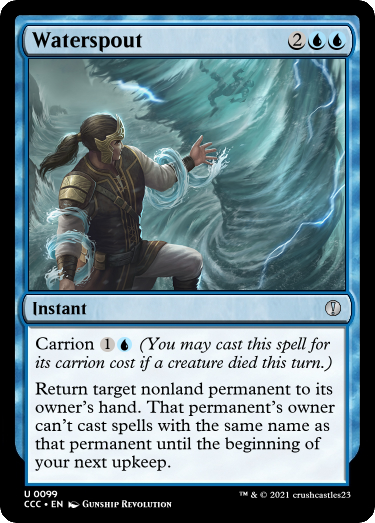 Waterspout 2
Instant
Carrion 1 (You may cast this spell for
its carrion cost if a creature died this turn.)
Return target nonland permanent to its
owner's hand. That permanent's owner
can't cast spells with the same name as
that permanent until the beginning of
your next upkeep.
U 0099
CCC • EN Gunship Revolution
™ & © 2021 crushcastles23